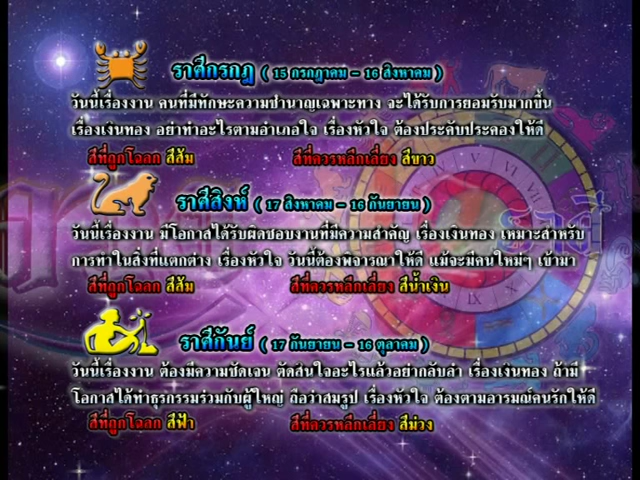 ราศีกรกฎ ( 15 กรกฎาคม - 16 สิงหาคม )
วันนี้เรื่องงาน คนที่มีทักษะความชำนาญเฉพาะทาง จะได้รับการยอมรับมากขึ้น
เรื่องเงินทอง อย่าทำอะไรตามอำเภอใจ เรื่องหัวใจ ต้องประคับประคองให้ดี
สีที่ถูกโฉลก สีส้ม สีที่ควรหลีกเลี่ยง สีขาว
ราศีสิงห์ ( 17 สิงหาคม - 16 กันยายน )
วันนี้เรื่องงาน มีโอกาสได้รับผิดชอบงานที่มีความสำคัญ เรื่องเงินทอง เหมาะสำหรับ
การทำในสิ่งที่แตกต่าง เรื่องหัวใจ วันนี้ต้องพิจารณาให้ดี แม้จะมีคนใหม่ๆ เข้ามา
สีที่ถูกโฉลก สีส้ม สีที่ควรหลีกเลี่ยง สีน้ำเงิน
ราศีกันย์ ( 17 กันยายน - 16 ตุลาคม )
วันนี้เรื่องงาน ต้องมีความชัดเจน ตัดสินใจอะไรแล้วอย่ากลับลำ เรื่องเงินทอง ถ้ามี
โอกาสได้ทำธุรกรรมร่วมกับผู้ใหญ่ ถือว่าสมรูป เรื่องหัวใจ ต้องตามอารมณ์คนรักให้ดี
สีที่ถูกโฉลก สีฟ้า สีที่ควรหลีกเลี่ยง สีม่วง